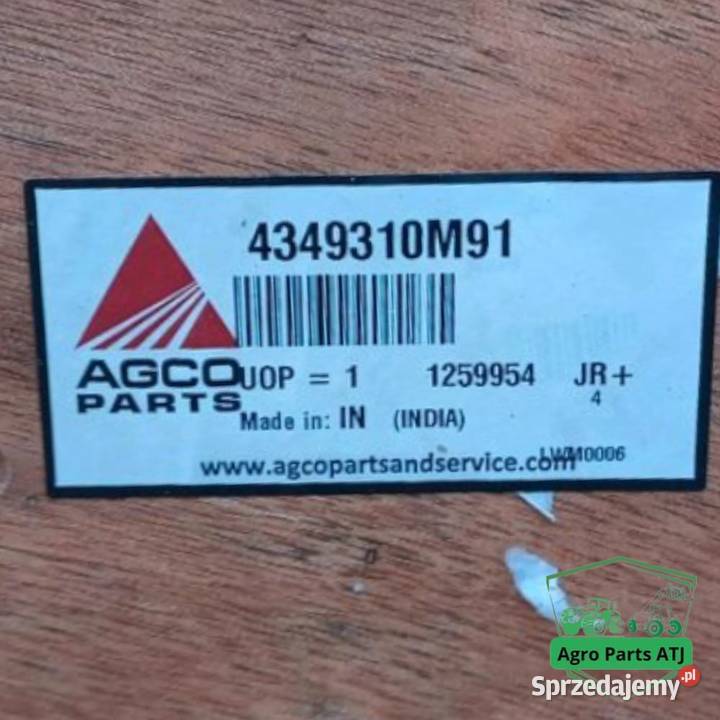 4349310M91
AGCO
PARTS
UOP = 1 1259954 JR+
4
Made in: IN (INDIA)
www.agcopartsandservice.com
LWM0006
Agro Parts ATJ
Sprzedajemy.pl